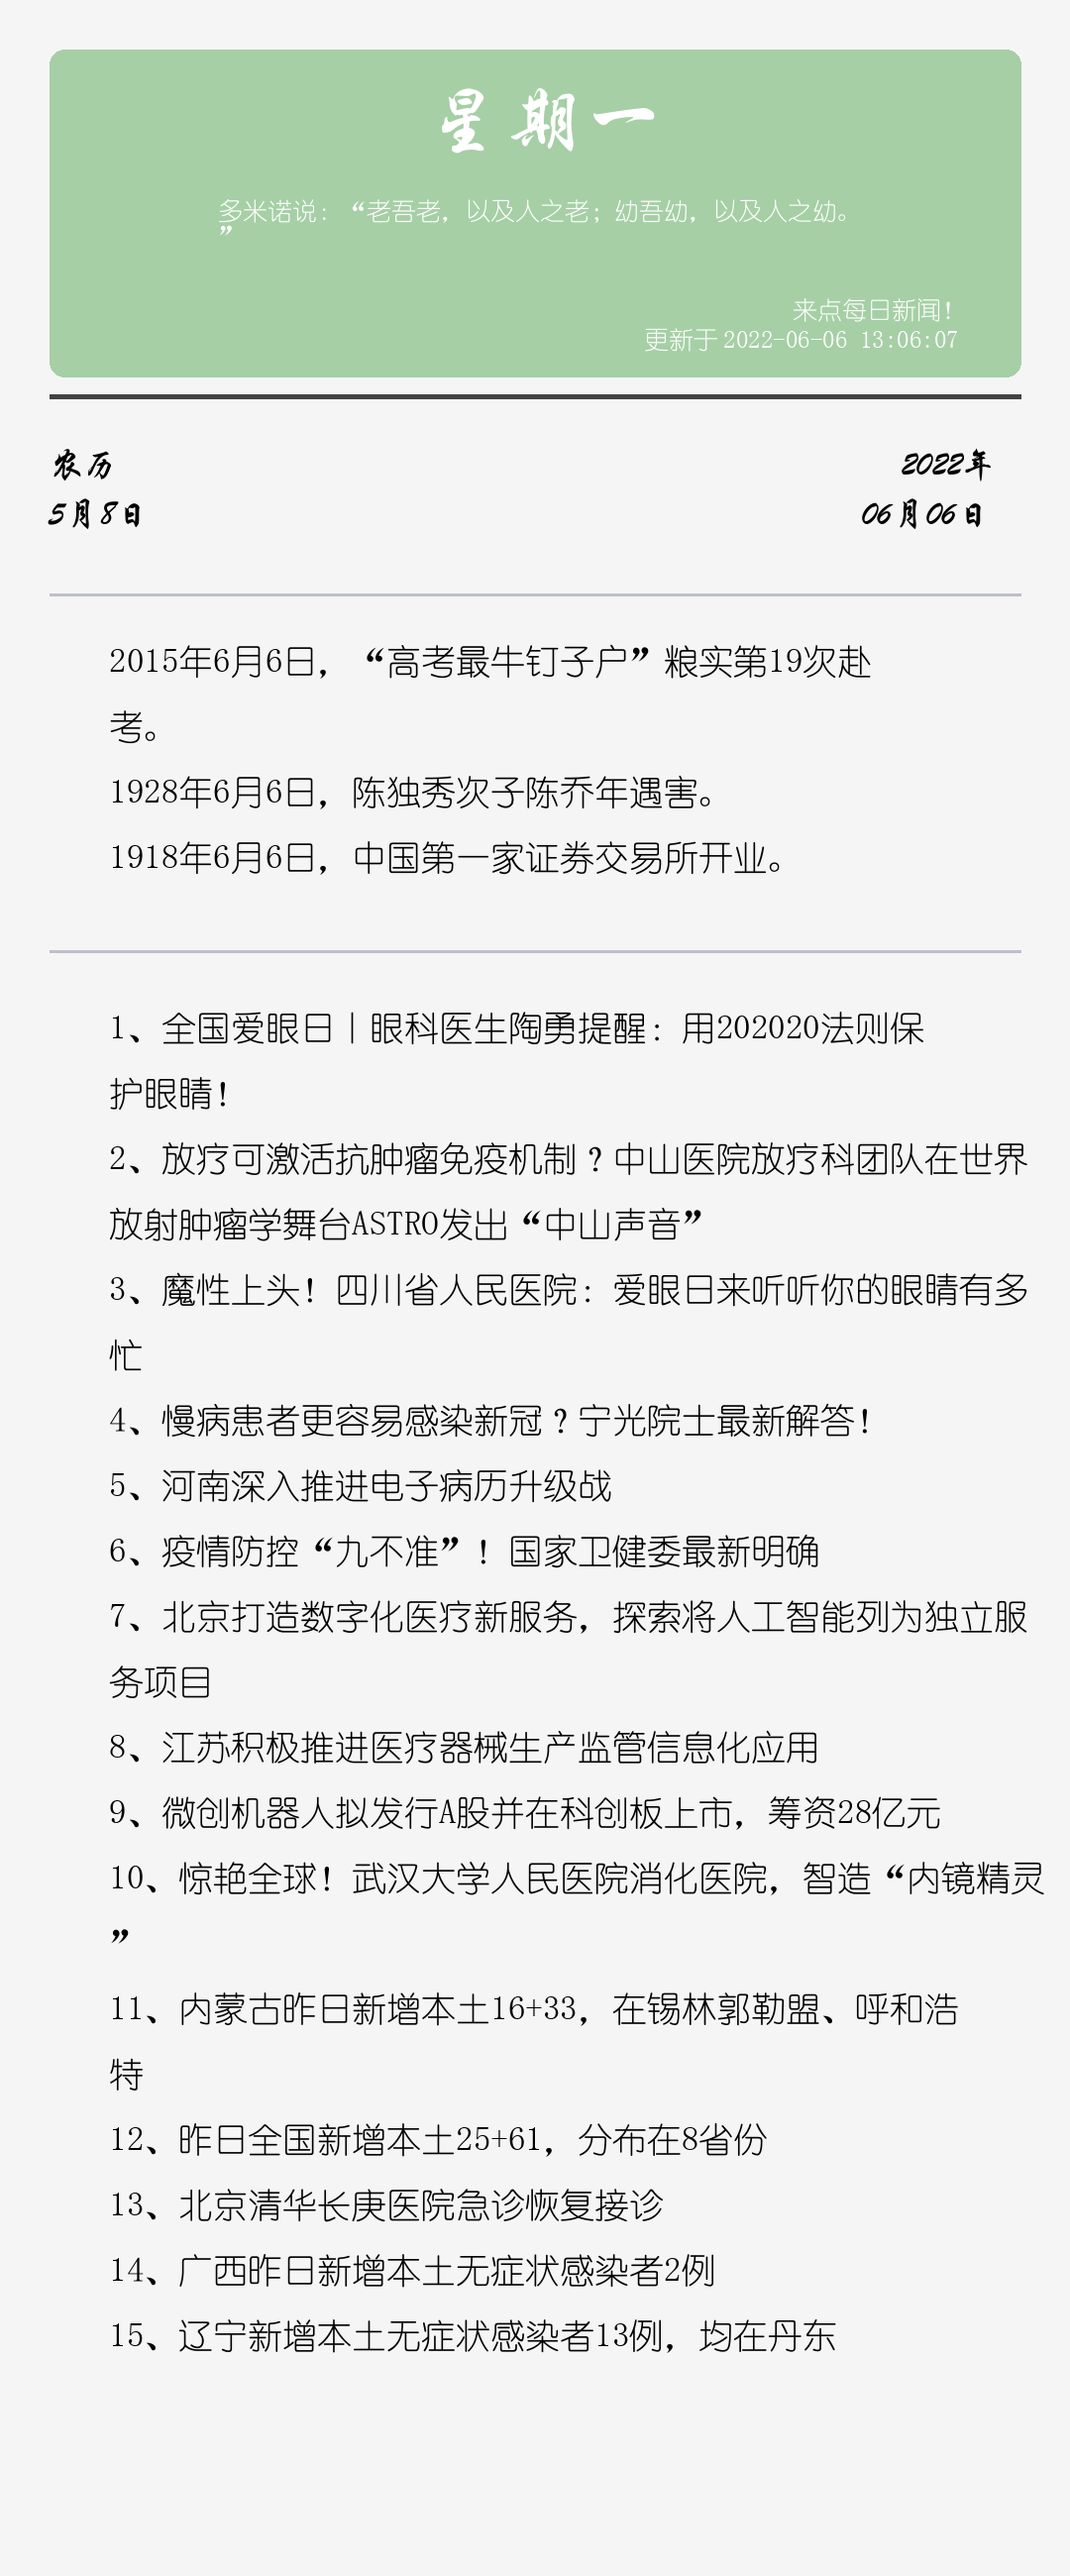 星期一
多米诺说：“老吾老，以及人之老；幼吾幼，以及人之幼。
”
来点每日新闻！
更新于 2022-06-06 13:06:07
农历
2022年
5月8日
06月06日
2015年6月6日，“高考最牛钉子户”粮实第19次赴
考。
1928年6月6日，陈独秀次子陈乔年遇害。
1918年6月6日，中国第一家证券交易所开业。
1、全国爱眼日丨眼科医生陶勇提醒：用202020法则保
护眼睛！
2、放疗可激活抗肿瘤免疫机制？中山医院放疗科团队在世界
放射肿瘤学舞台ASTRO发出“中山声音”
3、魔性上头！四川省人民医院：爱眼日来听听你的眼睛有多
忙
4、慢病患者更容易感染新冠？宁光院士最新解答！
5、河南深入推进电子病历升级战
6、疫情防控“九不准”！国家卫健委最新明确
7、北京打造数字化医疗新服务，探索将人工智能列为独立服
务项目
8、江苏积极推进医疗器械生产监管信息化应用
9、微创机器人拟发行A股并在科创板上市，筹资28亿元
10、惊艳全球！武汉大学人民医院消化医院，智造“内镜精灵
”
11、内蒙古昨日新增本土16+33，在锡林郭勒盟、呼和浩
特
12、昨日全国新增本土25+61，分布在8省份
13、北京清华长庚医院急诊恢复接诊
14、广西昨日新增本土无症状感染者2例
15、辽宁新增本土无症状感染者13例，均在丹东